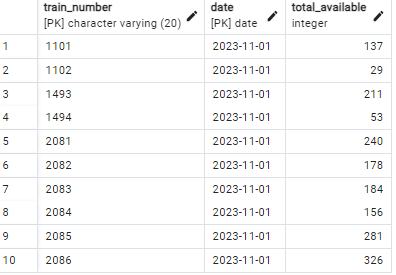 train_number date total_available
[PK] character varying (20) [PK] date integer
1 1101 2023-11-01 137
2 1102 2023-11-01 29
3 1493 2023-11-01 211
4 1494 2023-11-01 53
5 2081 2023-11-01 240
6 2082 2023-11-01 178
7 2083 2023-11-01 184
8 2084 2023-11-01 156
9 2085 2023-11-01 281
10 2086 2023-11-01 326